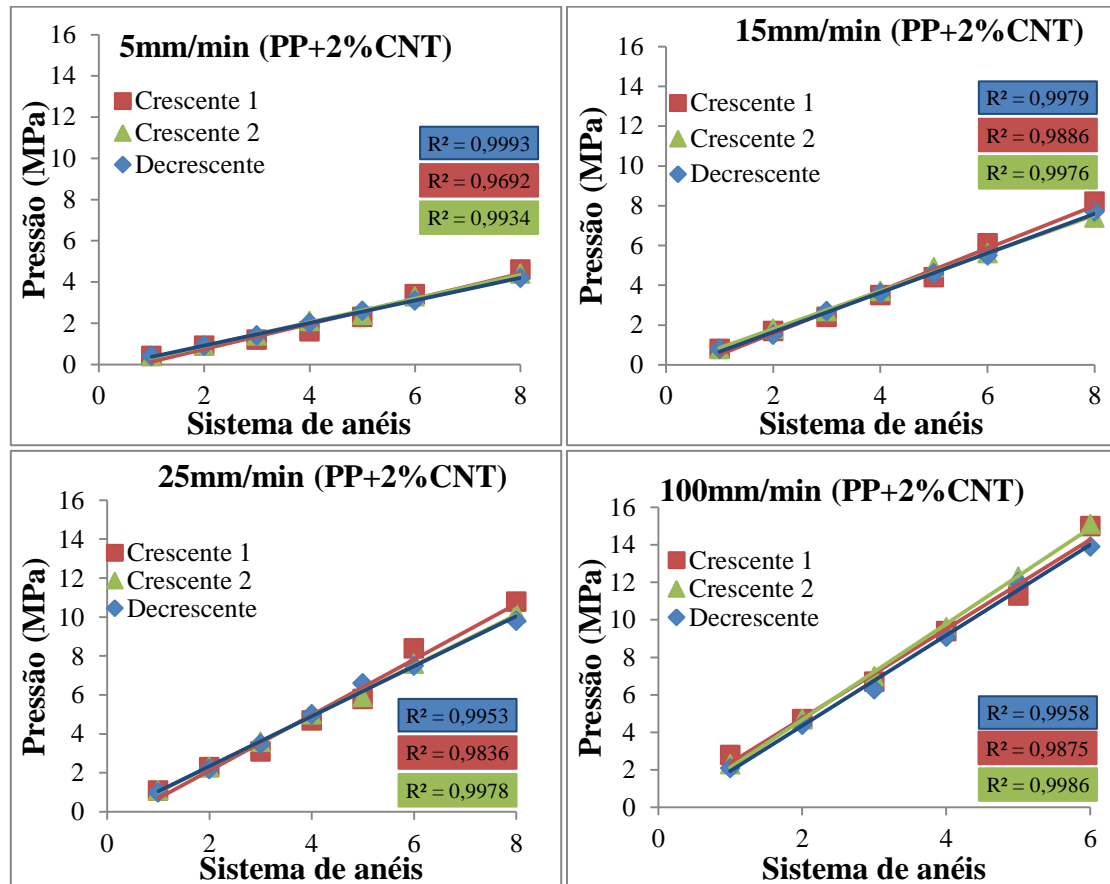 5mm/min (PP+2%CNT)
Pressão (MPa)
16
14
12
10
8
6
4
2
0
Crescente 1
Crescente 2
Decrescente
R² = 0,9993
R² = 0,9692
R² = 0,9934
0 2 4 6 8
Sistema de anéis
15mm/min (PP+2%CNT)
Pressão (MPa)
16
14
12
10
8
6
4
2
0
Crescente 1
Crescente 2
Decrescente
R² = 0,9979
R² = 0,9886
R² = 0,9976
0 2 4 6 8
Sistema de anéis
25mm/min (PP+2%CNT)
Pressão (MPa)
16
14
12
10
8
6
4
2
0
Crescente 1
Crescente 2
Decrescente
R² = 0,9953
R² = 0,9836
R² = 0,9978
0 2 4 6 8
Sistema de anéis
100mm/min (PP+2%CNT)
Pressão (MPa)
16
14
12
10
8
6
4
2
0
Crescente 1
Crescente 2
Decrescente
R² = 0,9958
R² = 0,9875
R² = 0,9986
0 2 4 6
Sistema de anéis